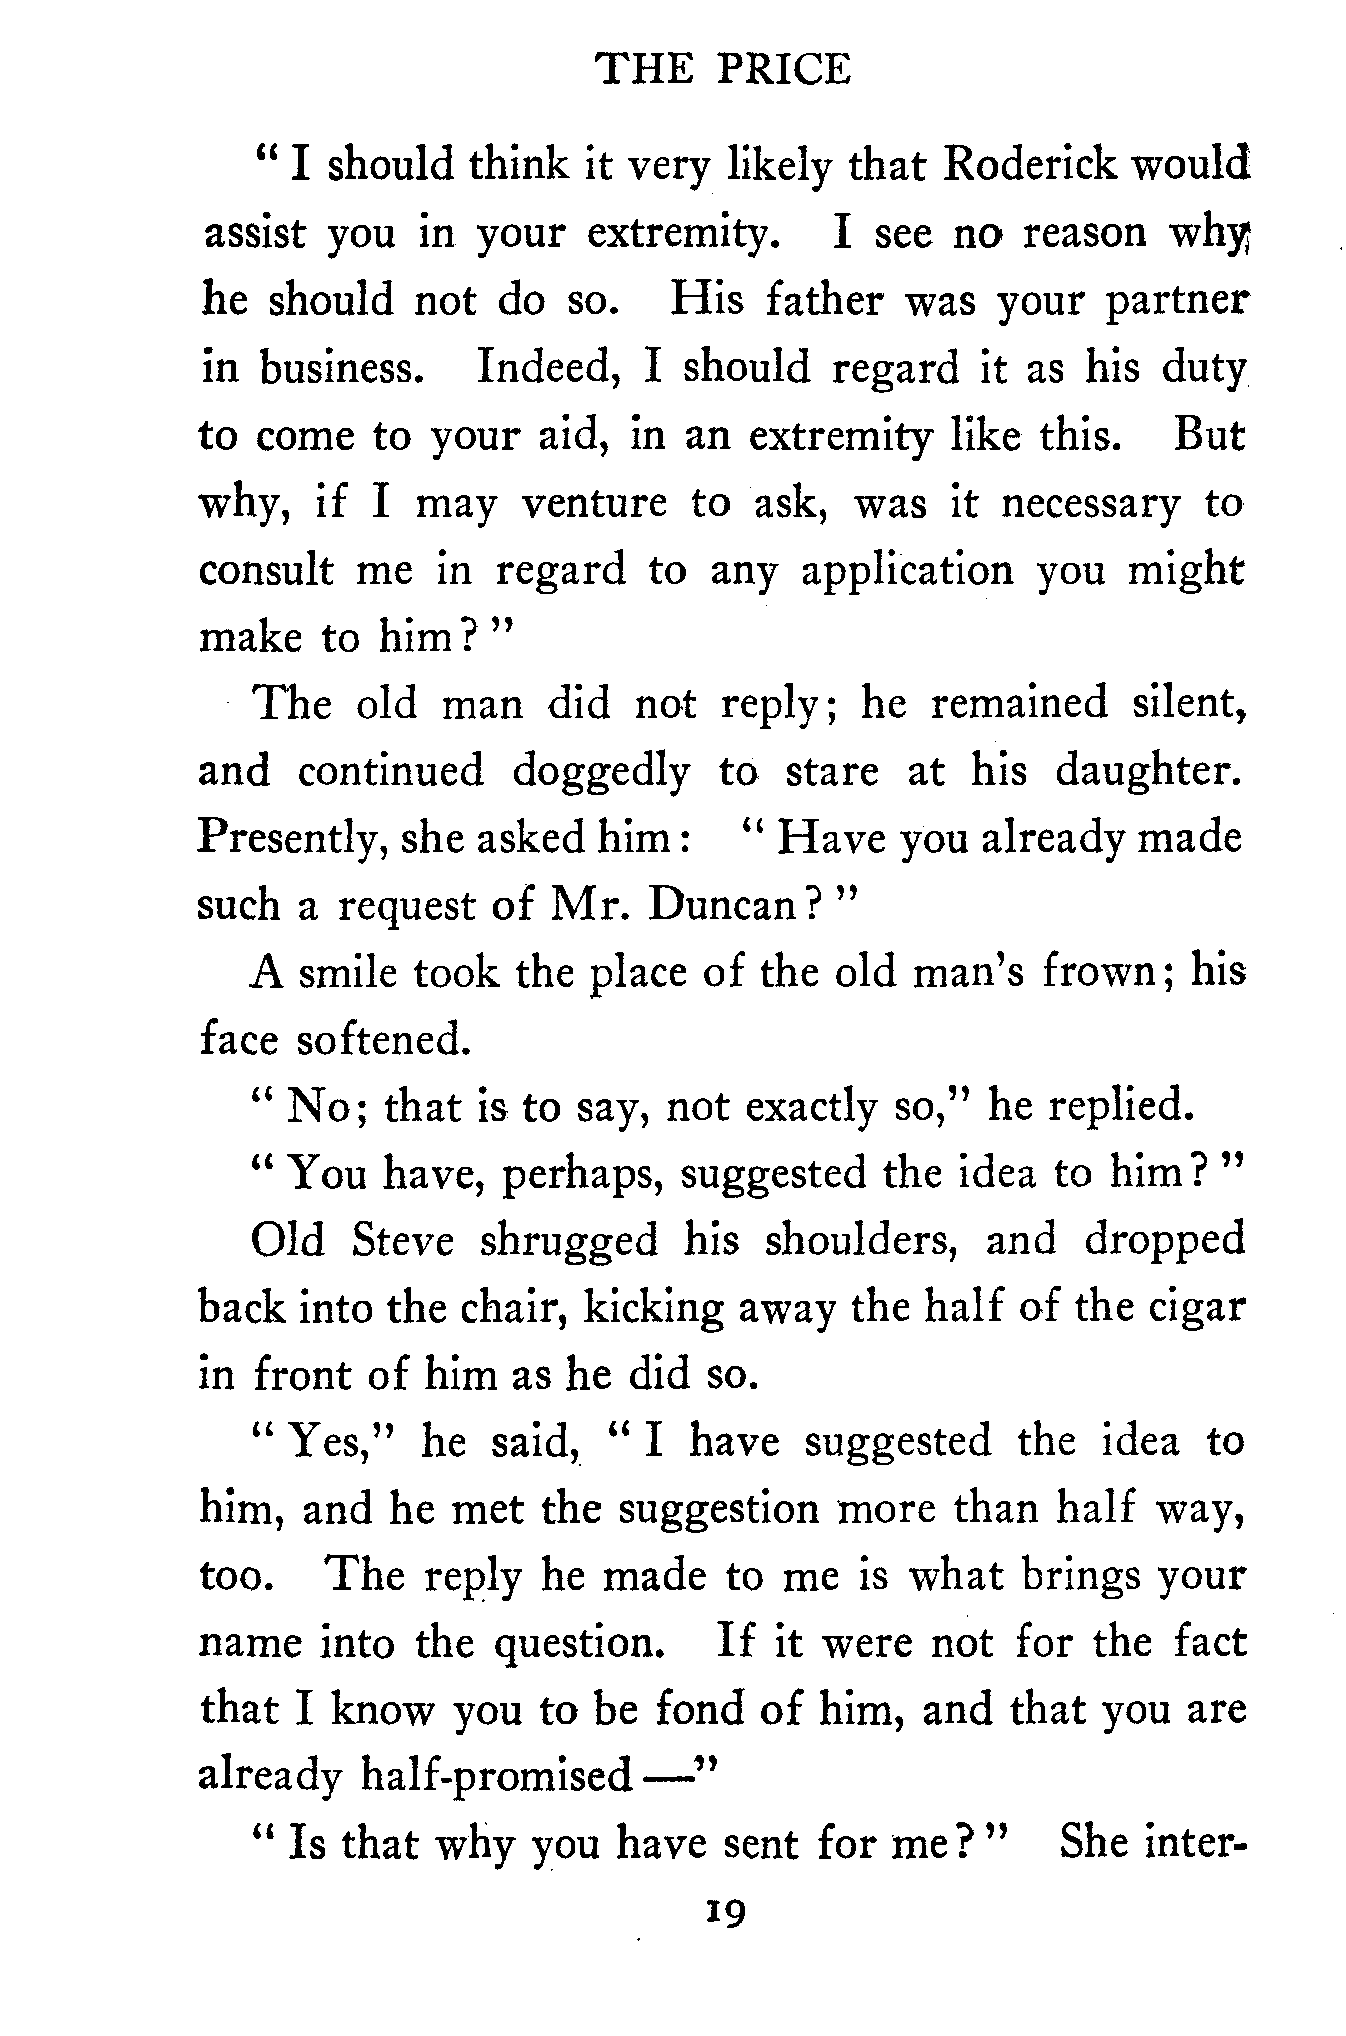 THE PRICE
“ I should think it very likely that Roderick would
assist you in your extremity. I see no reason why
he should not do so. His father was your partner
in business. Indeed, I should regard it as his duty
to come to your aid, in an extremity like this. But
why, if I may venture to ask, was it necessary to
consult me in regard to any application you might
make to him? ”
The old man did not reply; he remained silent,
and continued doggedly to stare at his daughter.
Presently, she asked him: “ Have you already made
such a request of Mr. Duncan? ”
A smile took the place of the old man's frown; his
face softened.
“ No; that is to say, not exactly so,” he replied.
“ You have, perhaps, suggested the idea to him? ”
Old Steve shrugged his shoulders, and dropped
back into the chair, kicking away the half of the cigar
in front of him as he did so.
“ Yes,” he said, “ I have suggested the idea to
him, and he met the suggestion more than half way,
too. The reply he made to me is what brings your
name into the question. If it were not for the fact
that I know you to be fond of him, and that you are
already half-promised —”
“ Is that why you have sent for me? ” She inter-
19